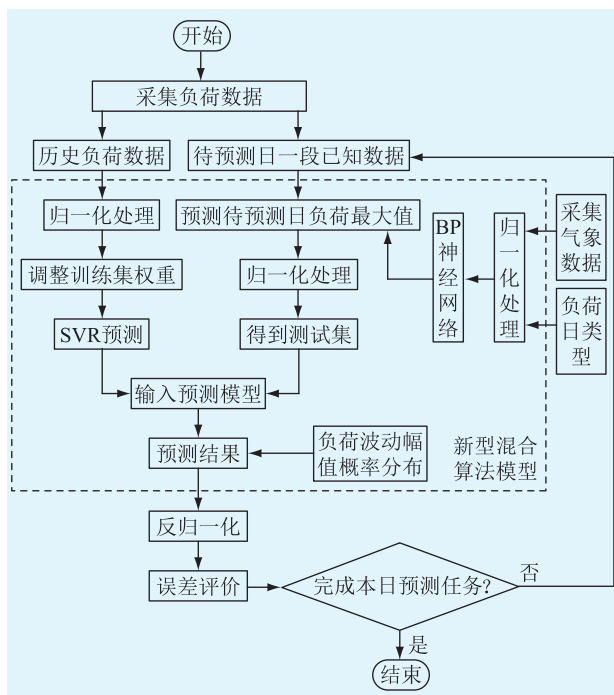 开始
采集负荷数据
历史负荷数据
待预测日一段已知数据
归一化处理
预测待预测日负荷最大值
BP
神
经
网
络
归
一
化
处
理
采集
气象
数据
调整训练集权重
归一化处理
负荷
日类
型
SVR预测
得到测试集
输入预测模型
预测结果
负荷波动幅
值概率分布
新型混合
算法模型
反归一化
误差评价
完成本日预测任务?
否
是
结束